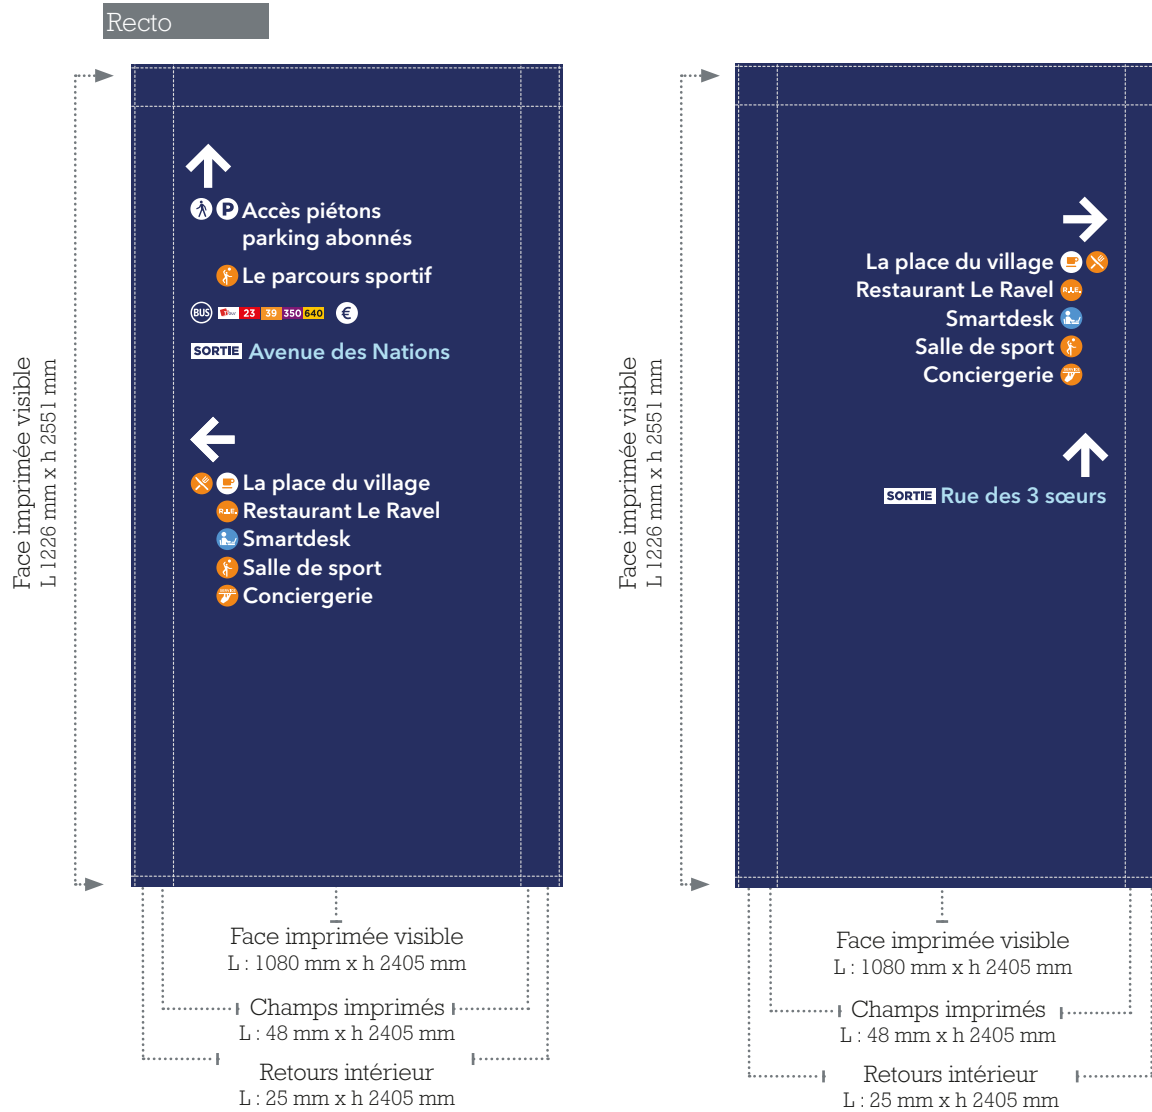 Recto
Face imprimée visible
L 1226 mm x h 2551 mm
P Accès piétons
parking abonnés
Le parcours sportif
BUS 23 39 350 640 €
SORTIE Avenue des Nations
La place du village
R.I.E. Restaurant Le Ravel
Smartdesk
Salle de sport
Conciergerie
Face imprimée visible
L : 1080 mm x h 2405 mm
Champs imprimés
L : 48 mm x h 2405 mm
Retours intérieur
L : 25 mm x h 2405 mm
Face imprimée visible
L 1226 mm x h 2551 mm
La place du village
Restaurant Le Ravel R.I.E.
Smartdesk
Salle de sport
Conciergerie
SORTIE Rue des 3 sœurs
Face imprimée visible
L : 1080 mm x h 2405 mm
Champs imprimés
L : 48 mm x h 2405 mm
Retours intérieur
L : 25 mm x h 2405 mm